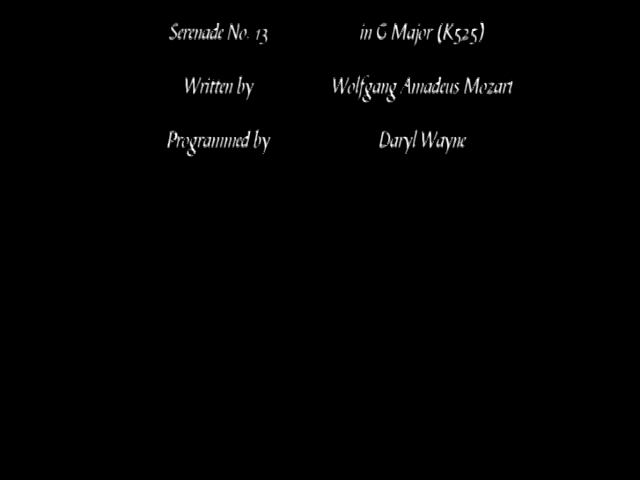 Serenade No. 13 in G Major (K525)
Written by Wolfgang Amadeus Mozart
Programmed by Daryl Wayne